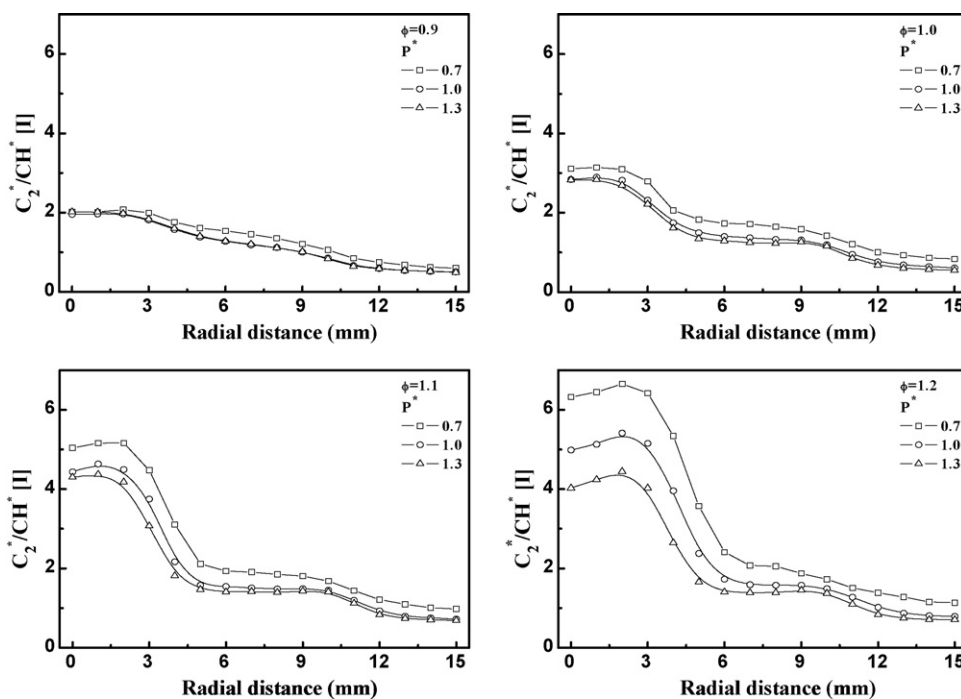 ϕ=0.9
P*
0.7
1.0
1.3
6
4
2
0
C₂*/CH* [I]
0 3 6 9 12 15
Radial distance (mm)
ϕ=1.0
P*
0.7
1.0
1.3
6
4
2
0
C₂*/CH* [I]
0 3 6 9 12 15
Radial distance (mm)
ϕ=1.1
P*
0.7
1.0
1.3
6
4
2
0
C₂*/CH* [I]
0 3 6 9 12 15
Radial distance (mm)
ϕ=1.2
P*
0.7
1.0
1.3
6
4
2
0
C₂*/CH* [I]
0 3 6 9 12 15
Radial distance (mm)